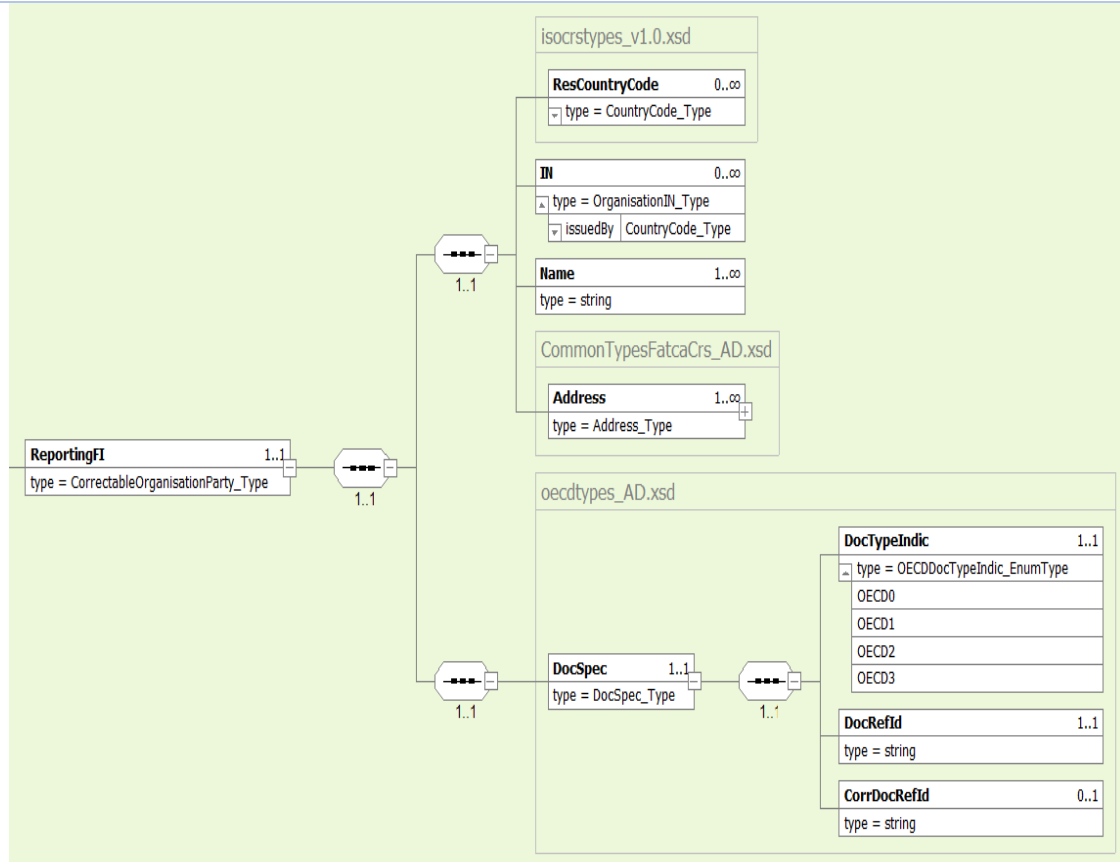 isocrstypes_v1.0.xsd
ResCountryCode 0..∞
type = CountryCode_Type
IN 0..∞
type = OrganisationIN_Type
issuedBy CountryCode_Type
1..1
Name 1..∞
type = string
CommonTypesFatcaCrs_AD.xsd
Address 1..∞
type = Address_Type
ReportingFI 1..1
type = CorrectableOrganisationParty_Type
1..1
oecdtypes_AD.xsd
DocTypeIndic 1..1
type = OECDDocTypeIndic_EnumType
OECD0
OECD1
OECD2
OECD3
DocSpec 1..1
type = DocSpec_Type
1..1
1..1
DocRefId 1..1
type = string
CorrDocRefId 0..1
type = string